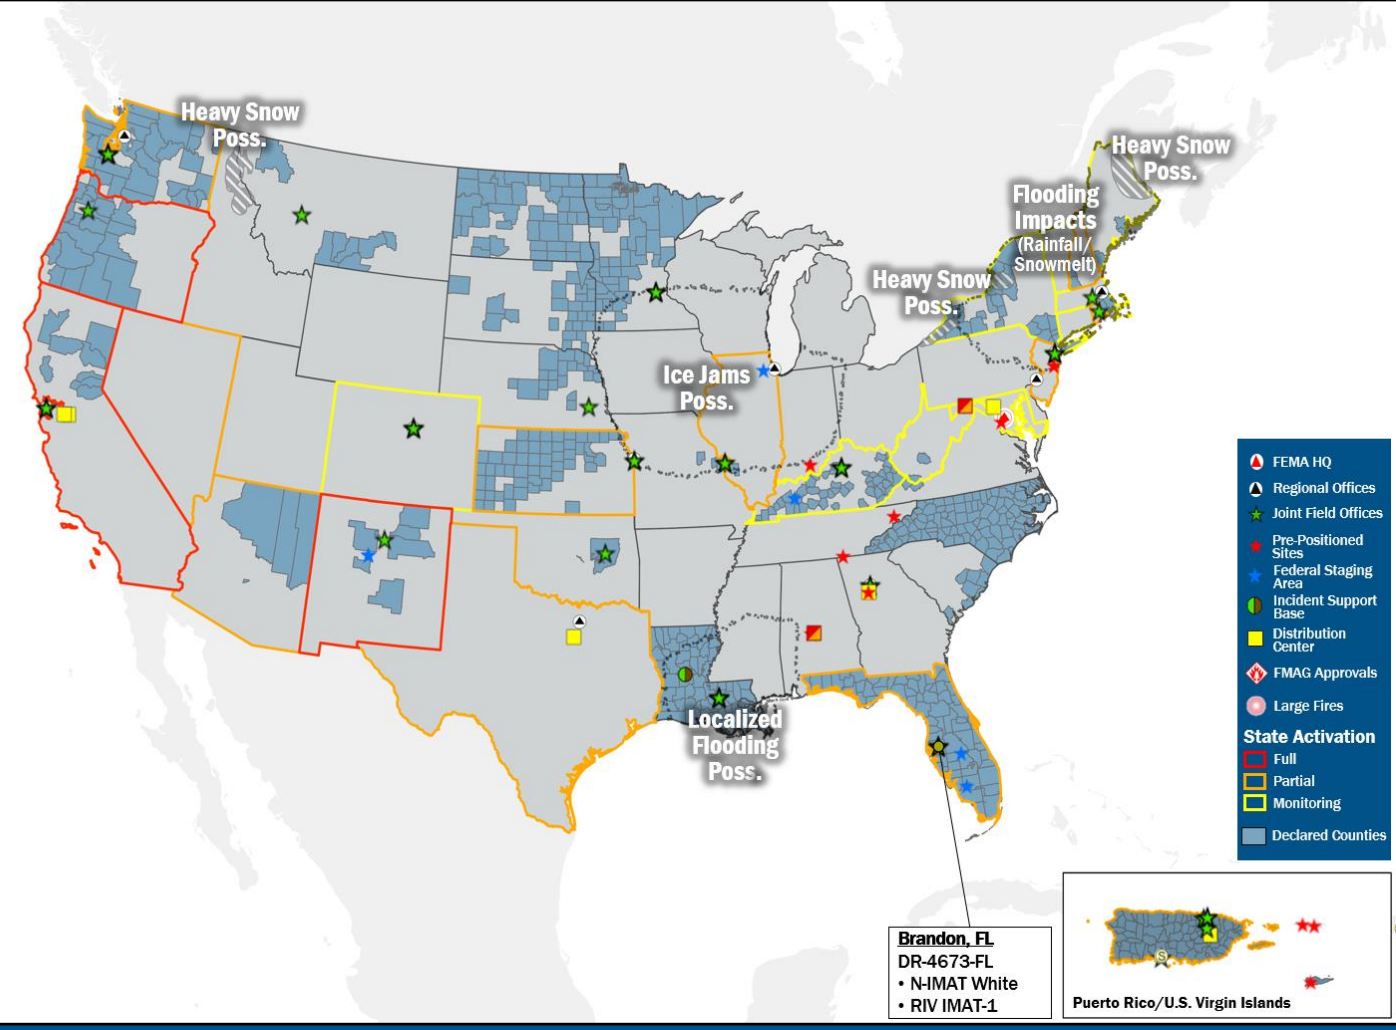 Heavy Snow
Poss.
Heavy Snow
Poss.
Flooding
Impacts
(Rainfall/
Snowmelt)
Heavy Snow
Poss.
Ice Jams
Poss.
Localized
Flooding
Poss.
FEMA HQ
Regional Offices
Joint Field Offices
Pre-Positioned
Sites
Federal Staging
Area
Incident Support
Base
Distribution
Center
FMAG Approvals
Large Fires
State Activation
Full
Partial
Monitoring
Declared Counties
Brandon, FL
DR-4673-FL
• N-IMAT White
• RIV IMAT-1
S
Puerto Rico/U.S. Virgin Islands